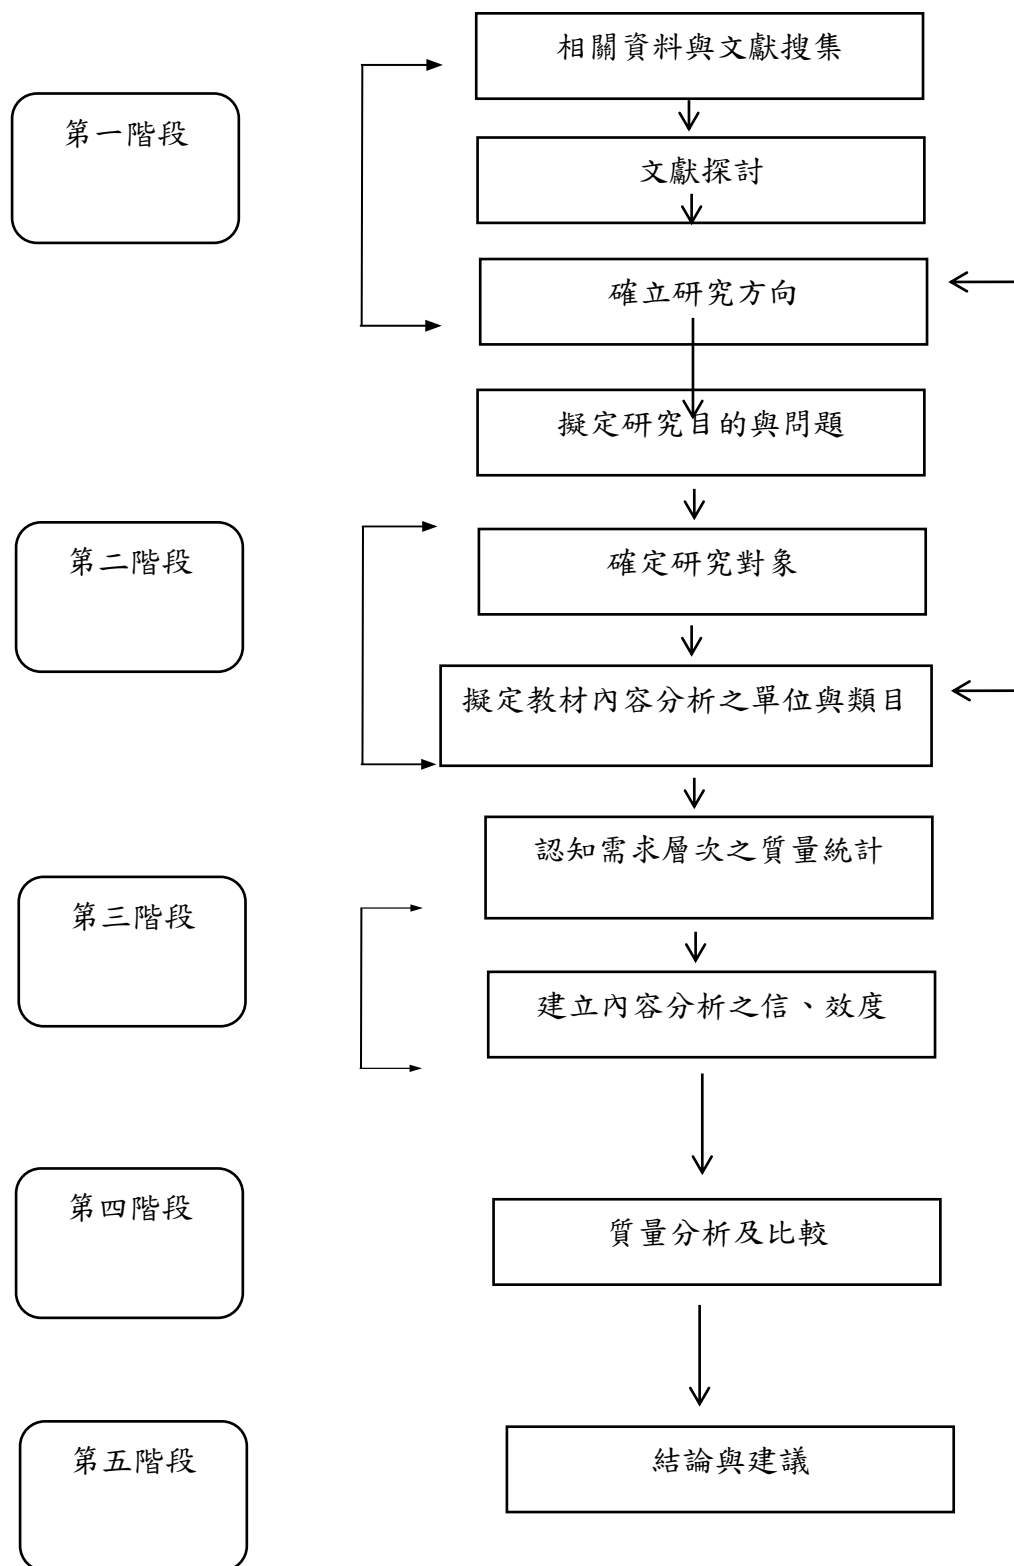 相關資料與文獻搜集
第一階段
文獻探討
確立研究方向
擬定研究目的與問題
第二階段
確定研究對象
擬定教材內容分析之單位與類目
認知需求層次之質量統計
第三階段
建立內容分析之信、效度
第四階段
質量分析及比較
第五階段
結論與建議